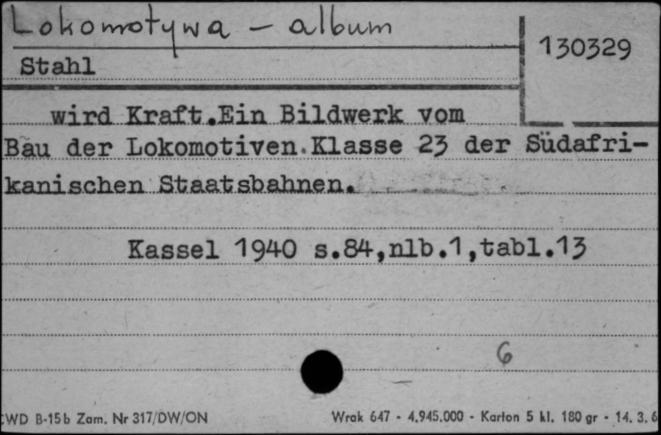 Lokomotywa - album
130329
Stahl
wird Kraft.Ein Bildwerk vom
Bau der Lokomotiven.Klasse 23 der Südafri-
kanischen Staatsbahnen.
Kassel 1940 s.84,nlb.1,tabl.13
6
CWD B-15b Zam. Nr 317/DW/ON
Wrak 647 - 4.945.000 - Karton 5 kl. 180 gr - 14. 3. 6